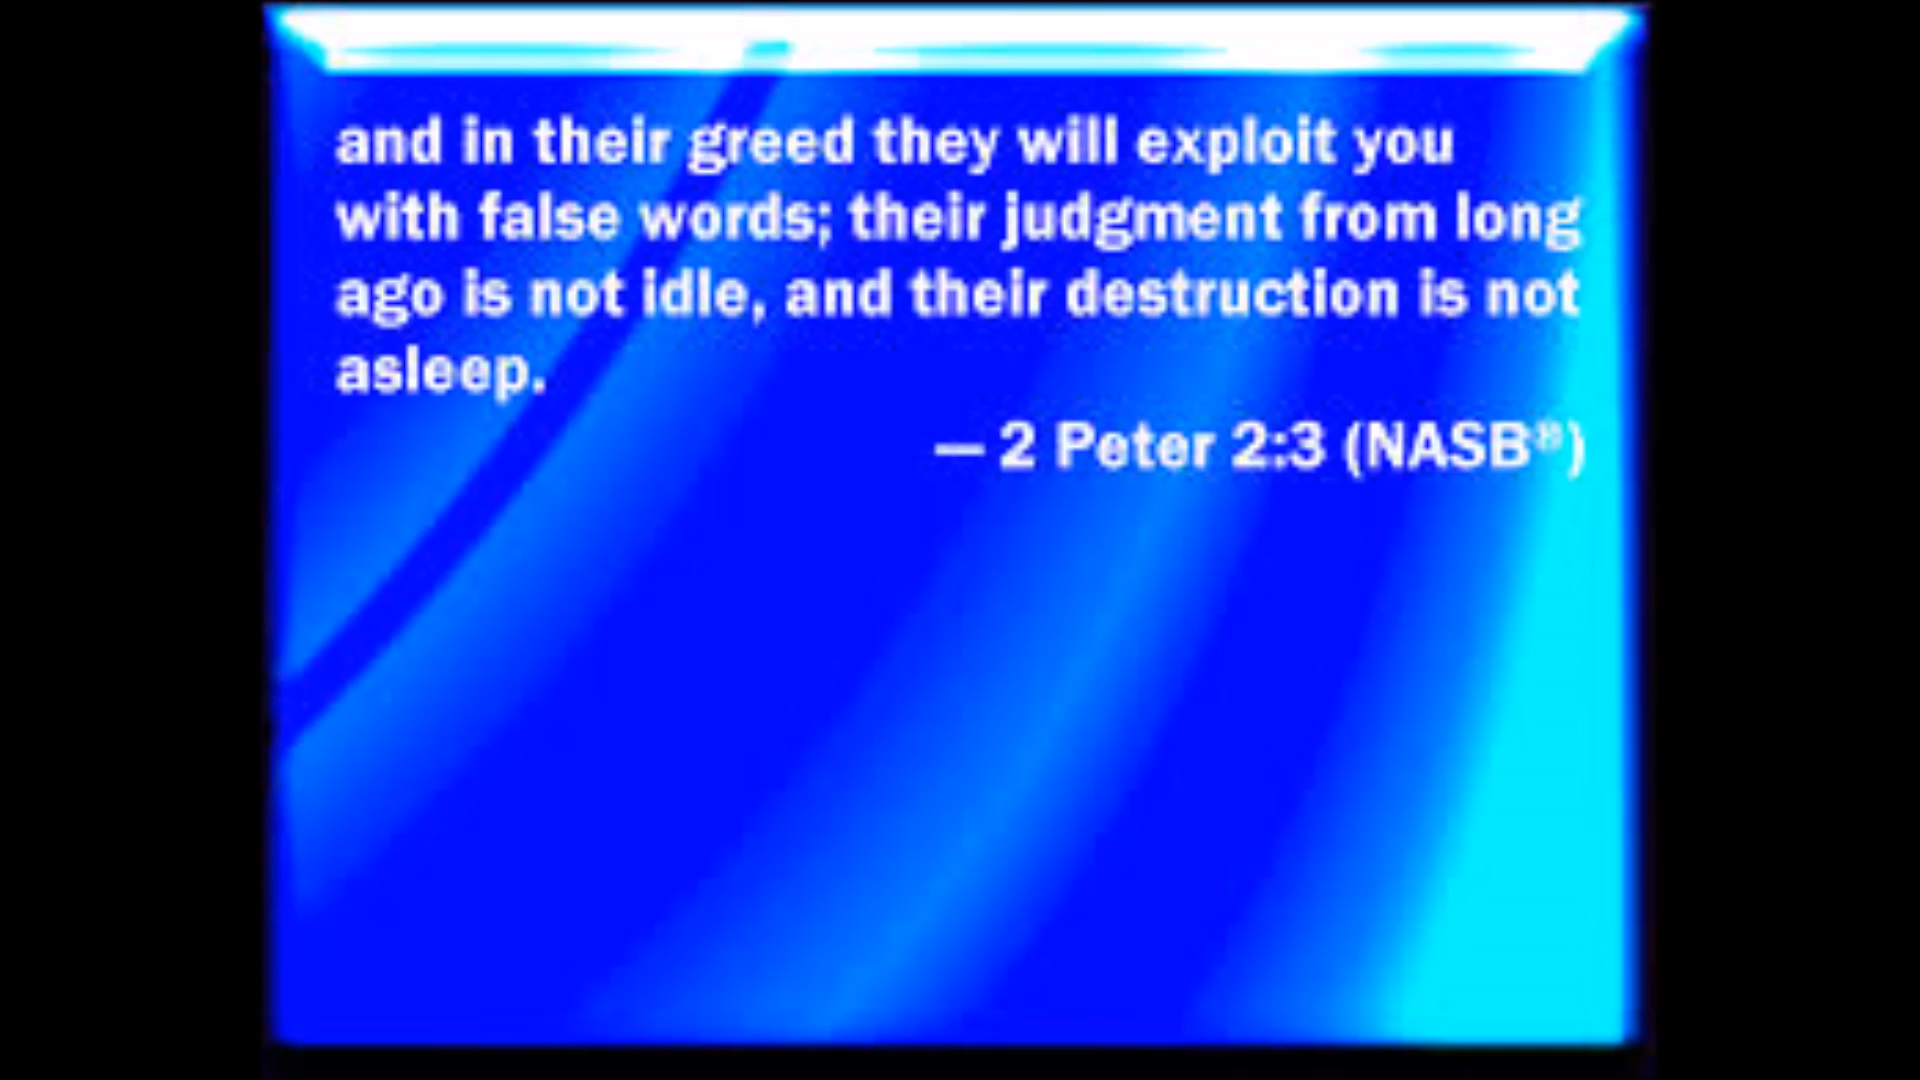 and in their greed they will exploit you
with false words; their judgment from long
ago is not idle, and their destruction is not
asleep.
— 2 Peter 2:3 (NASB®)